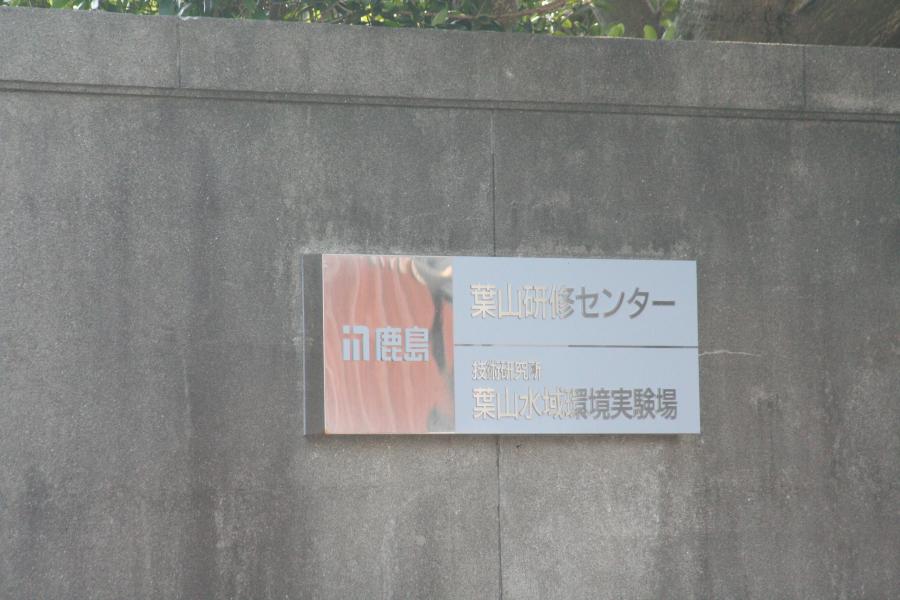 鹿島
葉山研修センター
技術研究所
葉山水域環境実験場